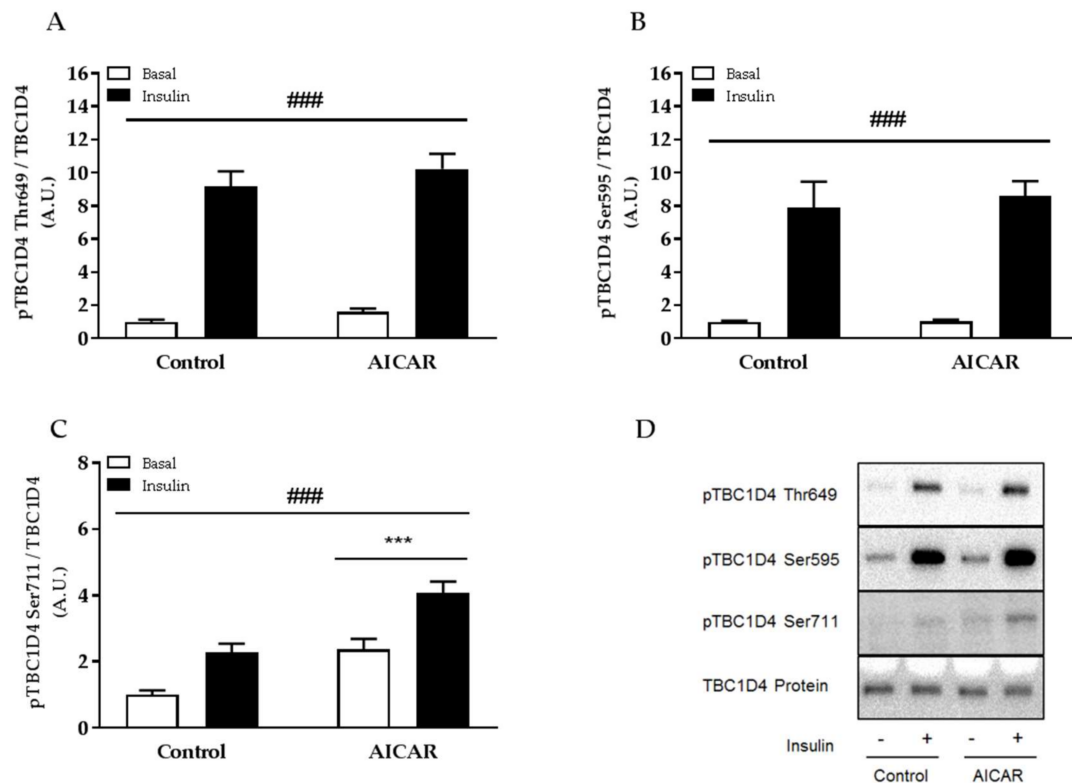 A
Basal
Insulin
###
pTBC1D4 Thr649 / TBC1D4
(A.U.)
16
14
12
10
8
6
4
2
0
Control
AICAR
B
Basal
Insulin
###
pTBC1D4 Ser595 / TBC1D4
(A.U.)
16
14
12
10
8
6
4
2
0
Control
AICAR
C
Basal
Insulin
###
***
pTBC1D4 Ser711 / TBC1D4
(A.U.)
8
6
4
2
0
Control
AICAR
D
pTBC1D4 Thr649
pTBC1D4 Ser595
pTBC1D4 Ser711
TBC1D4 Protein
Insulin - + - +
Control AICAR